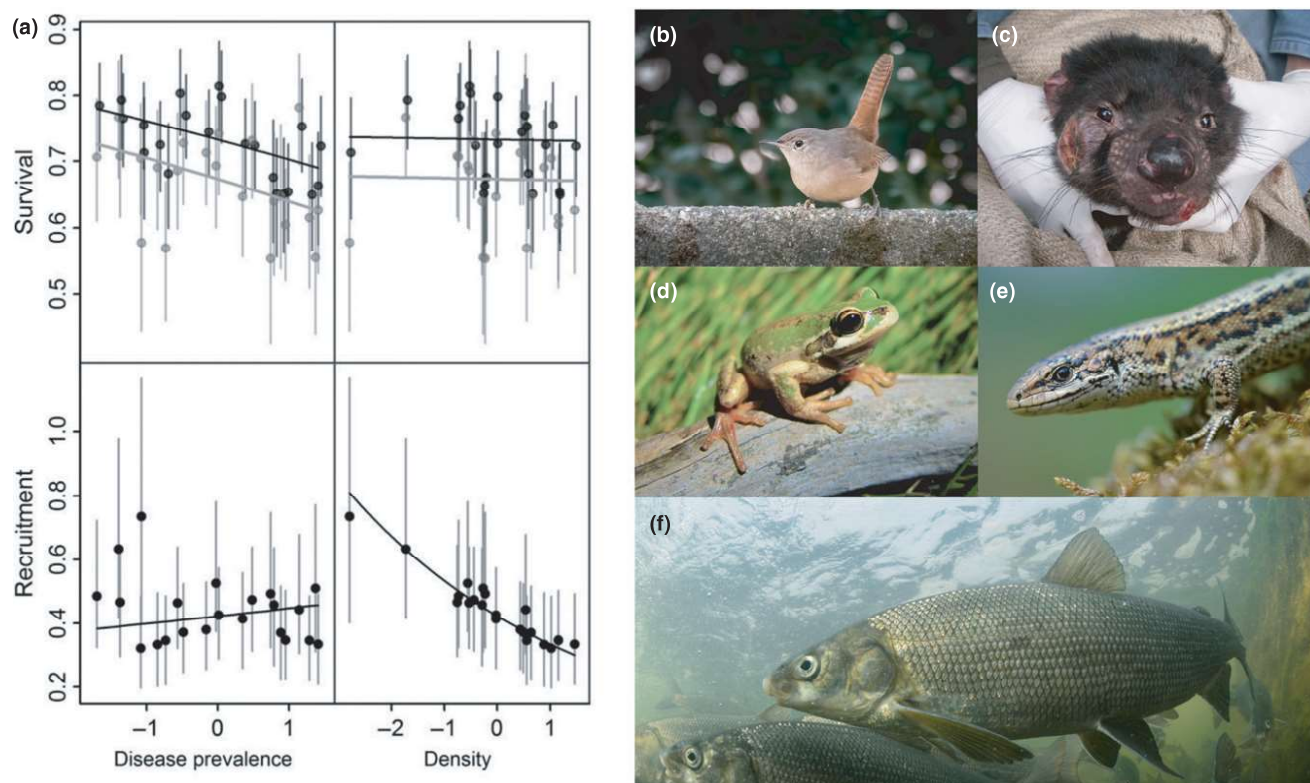 (a)
0.9
0.8
0.7
0.6
0.5
Survival
1.0
0.8
0.6
0.4
0.2
Recruitment
−1 0 1
Disease prevalence
−2 −1 0 1
Density
(b)
(c)
(d)
(e)
(f)